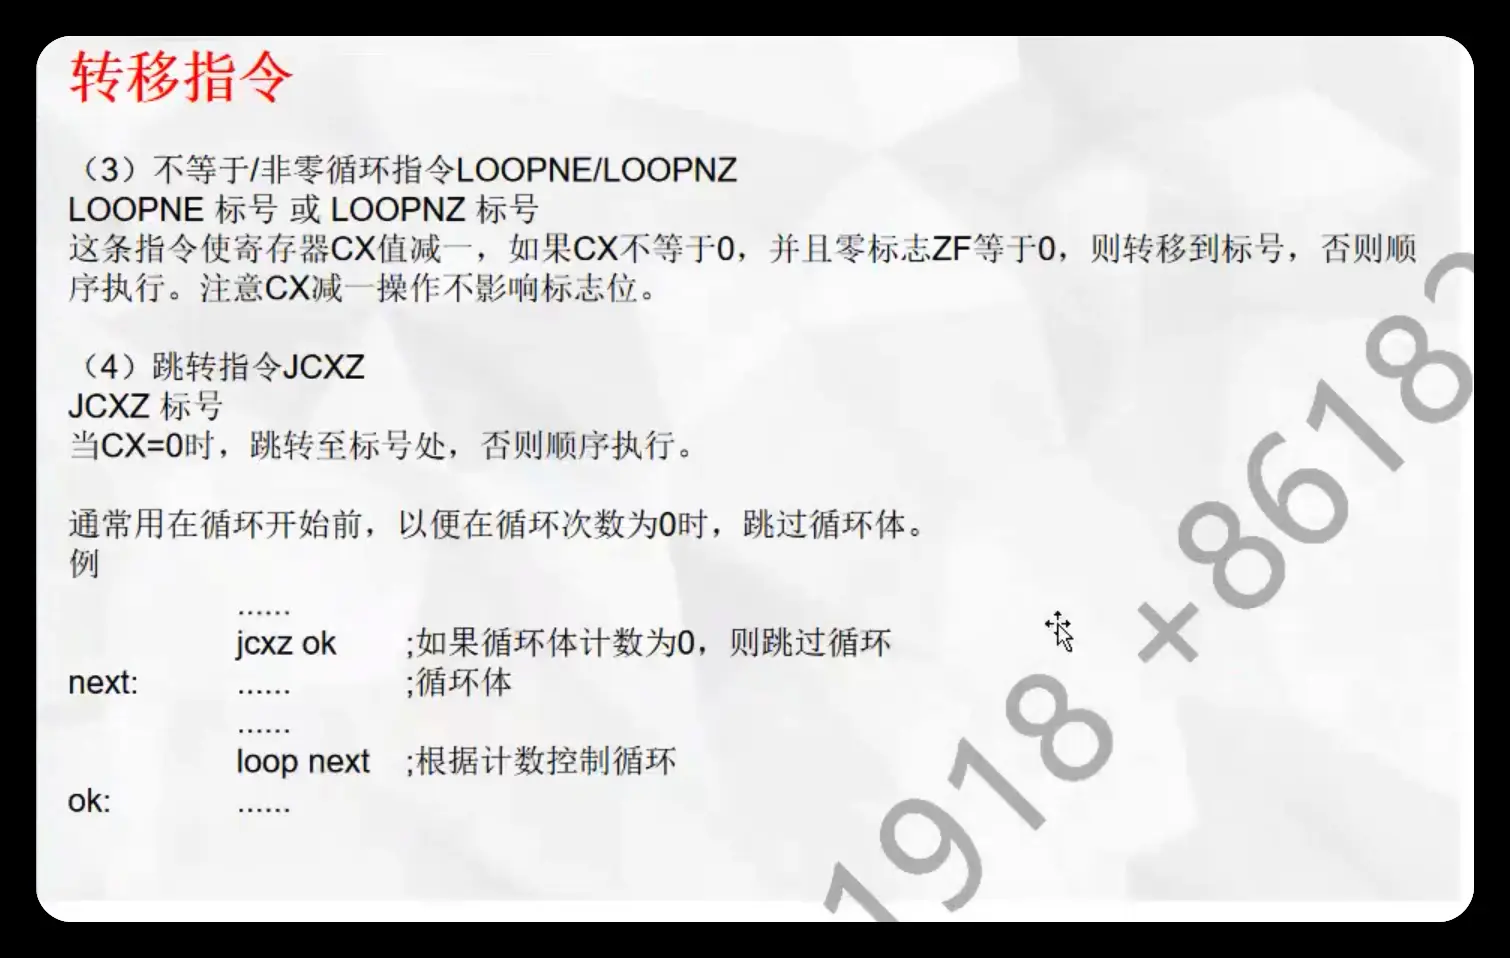 转移指令
（3）不等于/非零循环指令LOOPNE/LOOPNZ
LOOPNE 标号 或 LOOPNZ 标号
这条指令使寄存器CX值减一，如果CX不等于0，并且零标志ZF等于0，则转移到标号，否则顺
序执行。注意CX减一操作不影响标志位。
（4）跳转指令JCXZ
JCXZ 标号
当CX=0时，跳转至标号处，否则顺序执行。
通常用在循环开始前，以便在循环次数为0时，跳过循环体。
例
......
jcxz ok ;如果循环体计数为0，则跳过循环
next: ...... ;循环体
......
loop next ;根据计数控制循环
ok: ......
1918 +8618